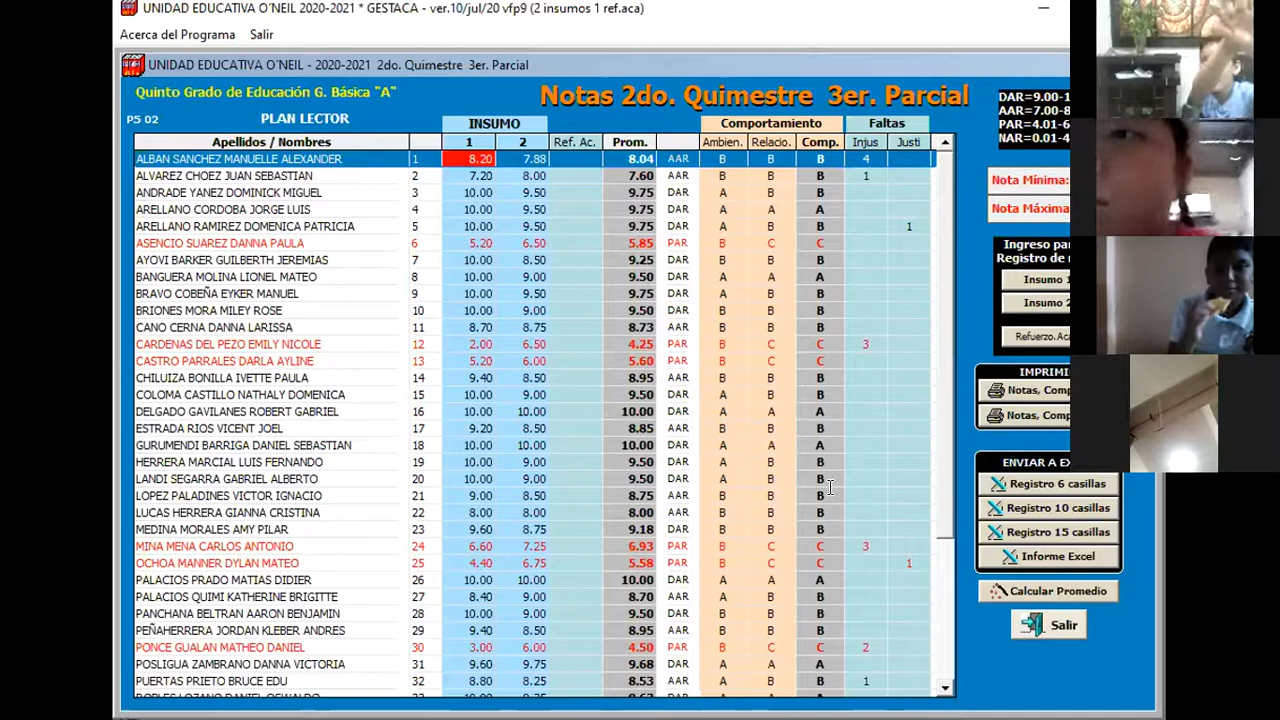 UNIDAD EDUCATIVA O´NEIL 2020-2021 * GESTACA - ver.10/jul/20 vfp9 (2 insumos 1 ref.aca)
Acerca del Programa Salir
UNIDAD EDUCATIVA O´NEIL - 2020-2021 2do. Quimestre 3er. Parcial
Quinto Grado de Educación G. Básica "A" Notas 2do. Quimestre 3er. Parcial
P5 02 PLAN LECTOR INSUMO Comportamiento Faltas
Apellidos / Nombres 1 2 Ref. Ac. Prom. Ambien. Relacio. Comp. Injus Justi
ALBAN SANCHEZ MANUELLE ALEXANDER 1 8.20 7.88 8.04 AAR B B B 4
ALVAREZ CHOEZ JUAN SEBASTIAN 2 7.20 8.00 7.60 AAR B B B 1
ANDRADE YANEZ DOMINICK MIGUEL 3 10.00 9.50 9.75 DAR A B B
ARELLANO CORDOBA JORGE LUIS 4 10.00 9.50 9.75 DAR A A A
ARELLANO RAMIREZ DOMENICA PATRICIA 5 10.00 9.50 9.75 DAR A B B 1
ASENCIO SUAREZ DANNA PAULA 6 5.20 6.50 5.85 PAR B C C
AYOVI BARKER GUILBERTH JEREMIAS 7 10.00 8.50 9.25 DAR B B B
BANGUERA MOLINA LIONEL MATEO 8 10.00 9.00 9.50 DAR A A A
BRAVO COBEÑA EYKER MANUEL 9 10.00 9.50 9.75 DAR A B B
BRIONES MORA MILEY ROSE 10 10.00 9.00 9.50 DAR B B B
CANO CERNA DANNA LARISSA 11 8.70 8.75 8.73 AAR B B B
CARDENAS DEL PEZO EMILY NICOLE 12 2.00 6.50 4.25 PAR B C C 3
CASTRO PARRALES DARLA AYLINE 13 5.20 6.00 5.60 PAR B C C
CHILUIZA BONILLA IVETTE PAULA 14 9.40 8.50 8.95 AAR B B B
COLOMA CASTILLO NATHALY DOMENICA 15 10.00 9.00 9.50 DAR A B B
DELGADO GAVILANES ROBERT GABRIEL 16 10.00 10.00 10.00 DAR A A A
ESTRADA RIOS VICENT JOEL 17 9.20 8.50 8.85 AAR B B B
GURUMENDI BARRIGA DANIEL SEBASTIAN 18 10.00 10.00 10.00 DAR A A A
HERRERA MARCIAL LUIS FERNANDO 19 10.00 9.00 9.50 DAR A B B
LANDI SEGARRA GABRIEL ALBERTO 20 10.00 9.00 9.50 DAR A B B
LOPEZ PALADINES VICTOR IGNACIO 21 9.00 8.50 8.75 AAR B B B
LUCAS HERRERA GIANNA CRISTINA 22 8.00 8.00 8.00 AAR B B B
MEDINA MORALES AMY PILAR 23 9.60 8.75 9.18 DAR B B B
MINA MENA CARLOS ANTONIO 24 6.60 7.25 6.93 PAR B C C 3
OCHOA MANNER DYLAN MATEO 25 4.40 6.75 5.58 PAR B C C 1
PALACIOS PRADO MATIAS DIDIER 26 10.00 10.00 10.00 DAR A A A
PALACIOS QUIMI KATHERINE BRIGITTE 27 8.40 9.00 8.70 AAR B B B
PANCHANA BELTRAN AARON BENJAMIN 28 10.00 9.00 9.50 DAR B B B
PEÑAHERRERA JORDAN KLEBER ANDRES 29 9.40 8.50 8.95 AAR B B B
PONCE GUALAN MATHEO DANIEL 30 3.00 6.00 4.50 PAR B C C 2
POSLIGUA ZAMBRANO DANNA VICTORIA 31 9.60 9.75 9.68 DAR A A A
PUERTAS PRIETO BRUCE EDU 32 8.80 8.25 8.53 AAR A B B 1
DAR=9.00-1
AAR=7.00-8
PAR=4.01-6
NAR=0.01-4
Nota Mínima:
Nota Máxima
Ingreso pa
Registro de
Insumo 1
Insumo 2
Refuerzo.Aca
IMPRIMI
Notas, Comp
Notas, Comp
ENVIAR A E
Registro 6 casillas
Registro 10 casillas
Registro 15 casillas
Informe Excel
Calcular Promedio
Salir